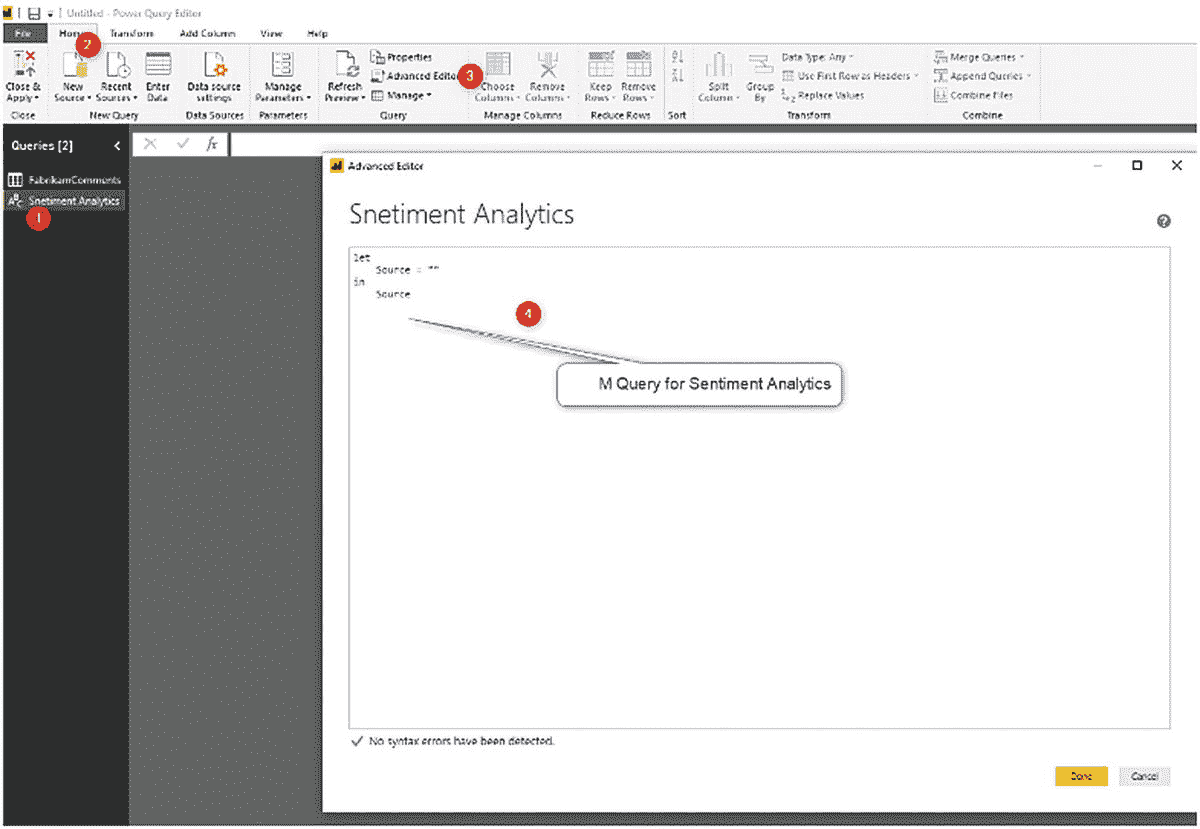 Untitled - Power Query Editor
File Home Transform Add Column View Help
2
Close & Apply
New Source
Recent Sources
Enter Data
Data source settings
Manage Parameters
Refresh Preview
Properties
Advanced Editor
Manage
3
Choose Columns
Remove Columns
Keep Rows
Remove Rows
Split Column
Group By
Data Type: Any
Use First Row as Headers
Replace Values
Merge Queries
Append Queries
Combine Files
Close New Query Data Sources Parameters Query Manage Columns Reduce Rows Sort Transform Combine
Queries [2]
fx
FabrikamComments
Snetiment Analytics
1
Advanced Editor
Snetiment Analytics
let
Source = ""
in
Source
4
M Query for Sentiment Analytics
No syntax errors have been detected.
Done Cancel